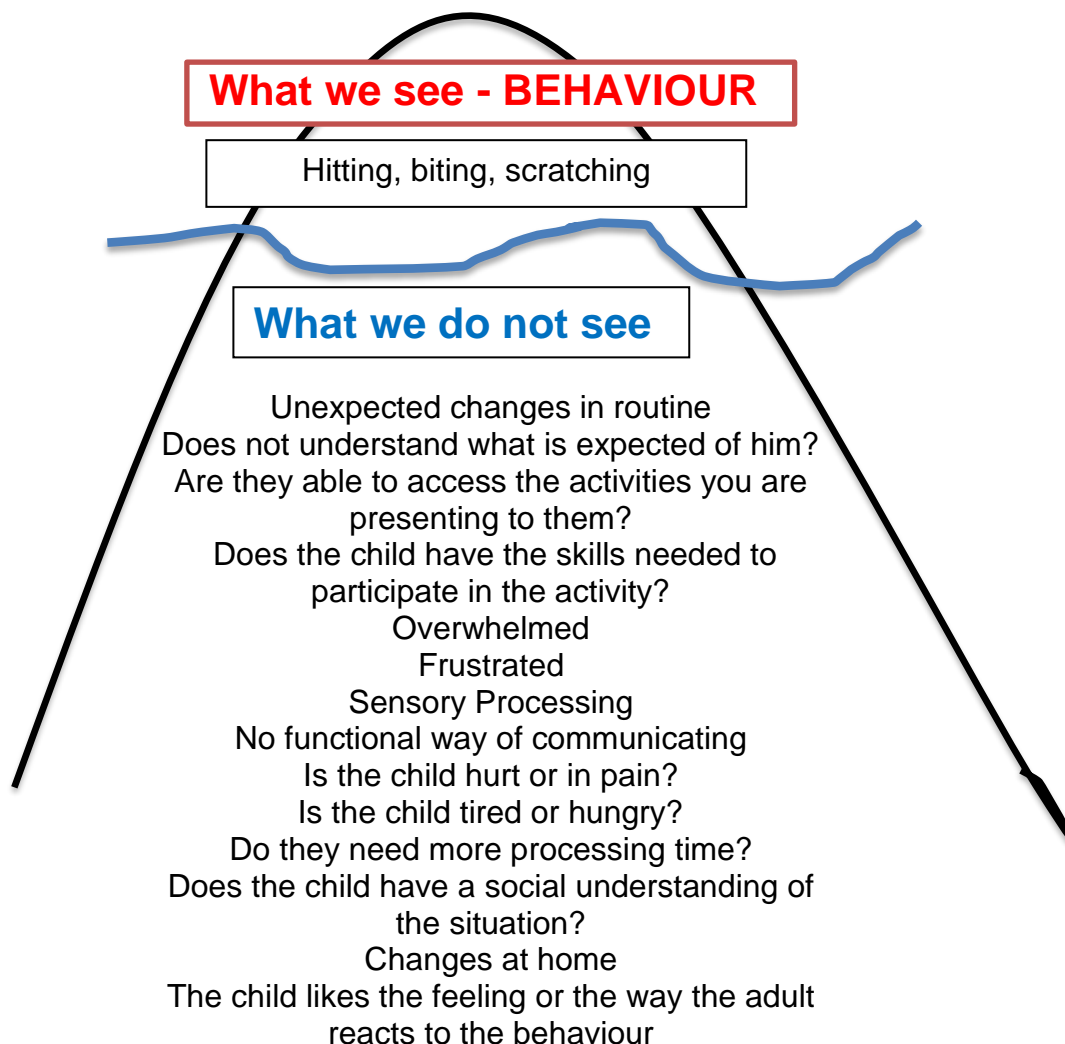 What we see - BEHAVIOUR
Hitting, biting, scratching
What we do not see
Unexpected changes in routine
Does not understand what is expected of him?
Are they able to access the activities you are
presenting to them?
Does the child have the skills needed to
participate in the activity?
Overwhelmed
Frustrated
Sensory Processing
No functional way of communicating
Is the child hurt or in pain?
Is the child tired or hungry?
Do they need more processing time?
Does the child have a social understanding of
the situation?
Changes at home
The child likes the feeling or the way the adult
reacts to the behaviour